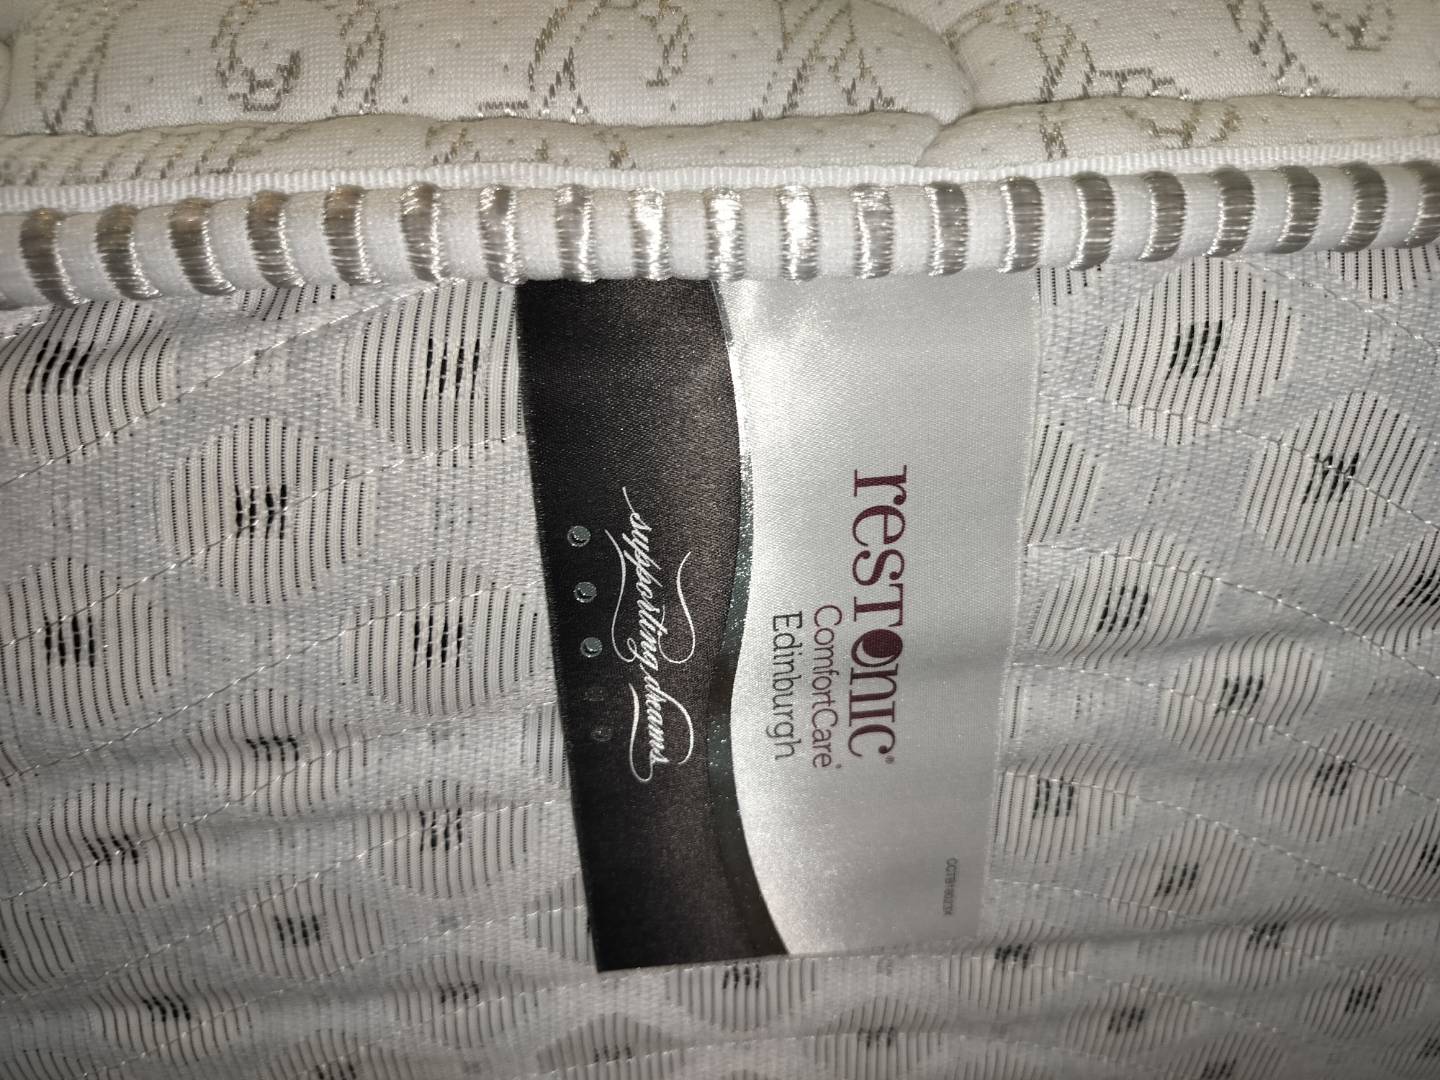 restonic®
ComfortCare®
Edinburgh
supporting dreams